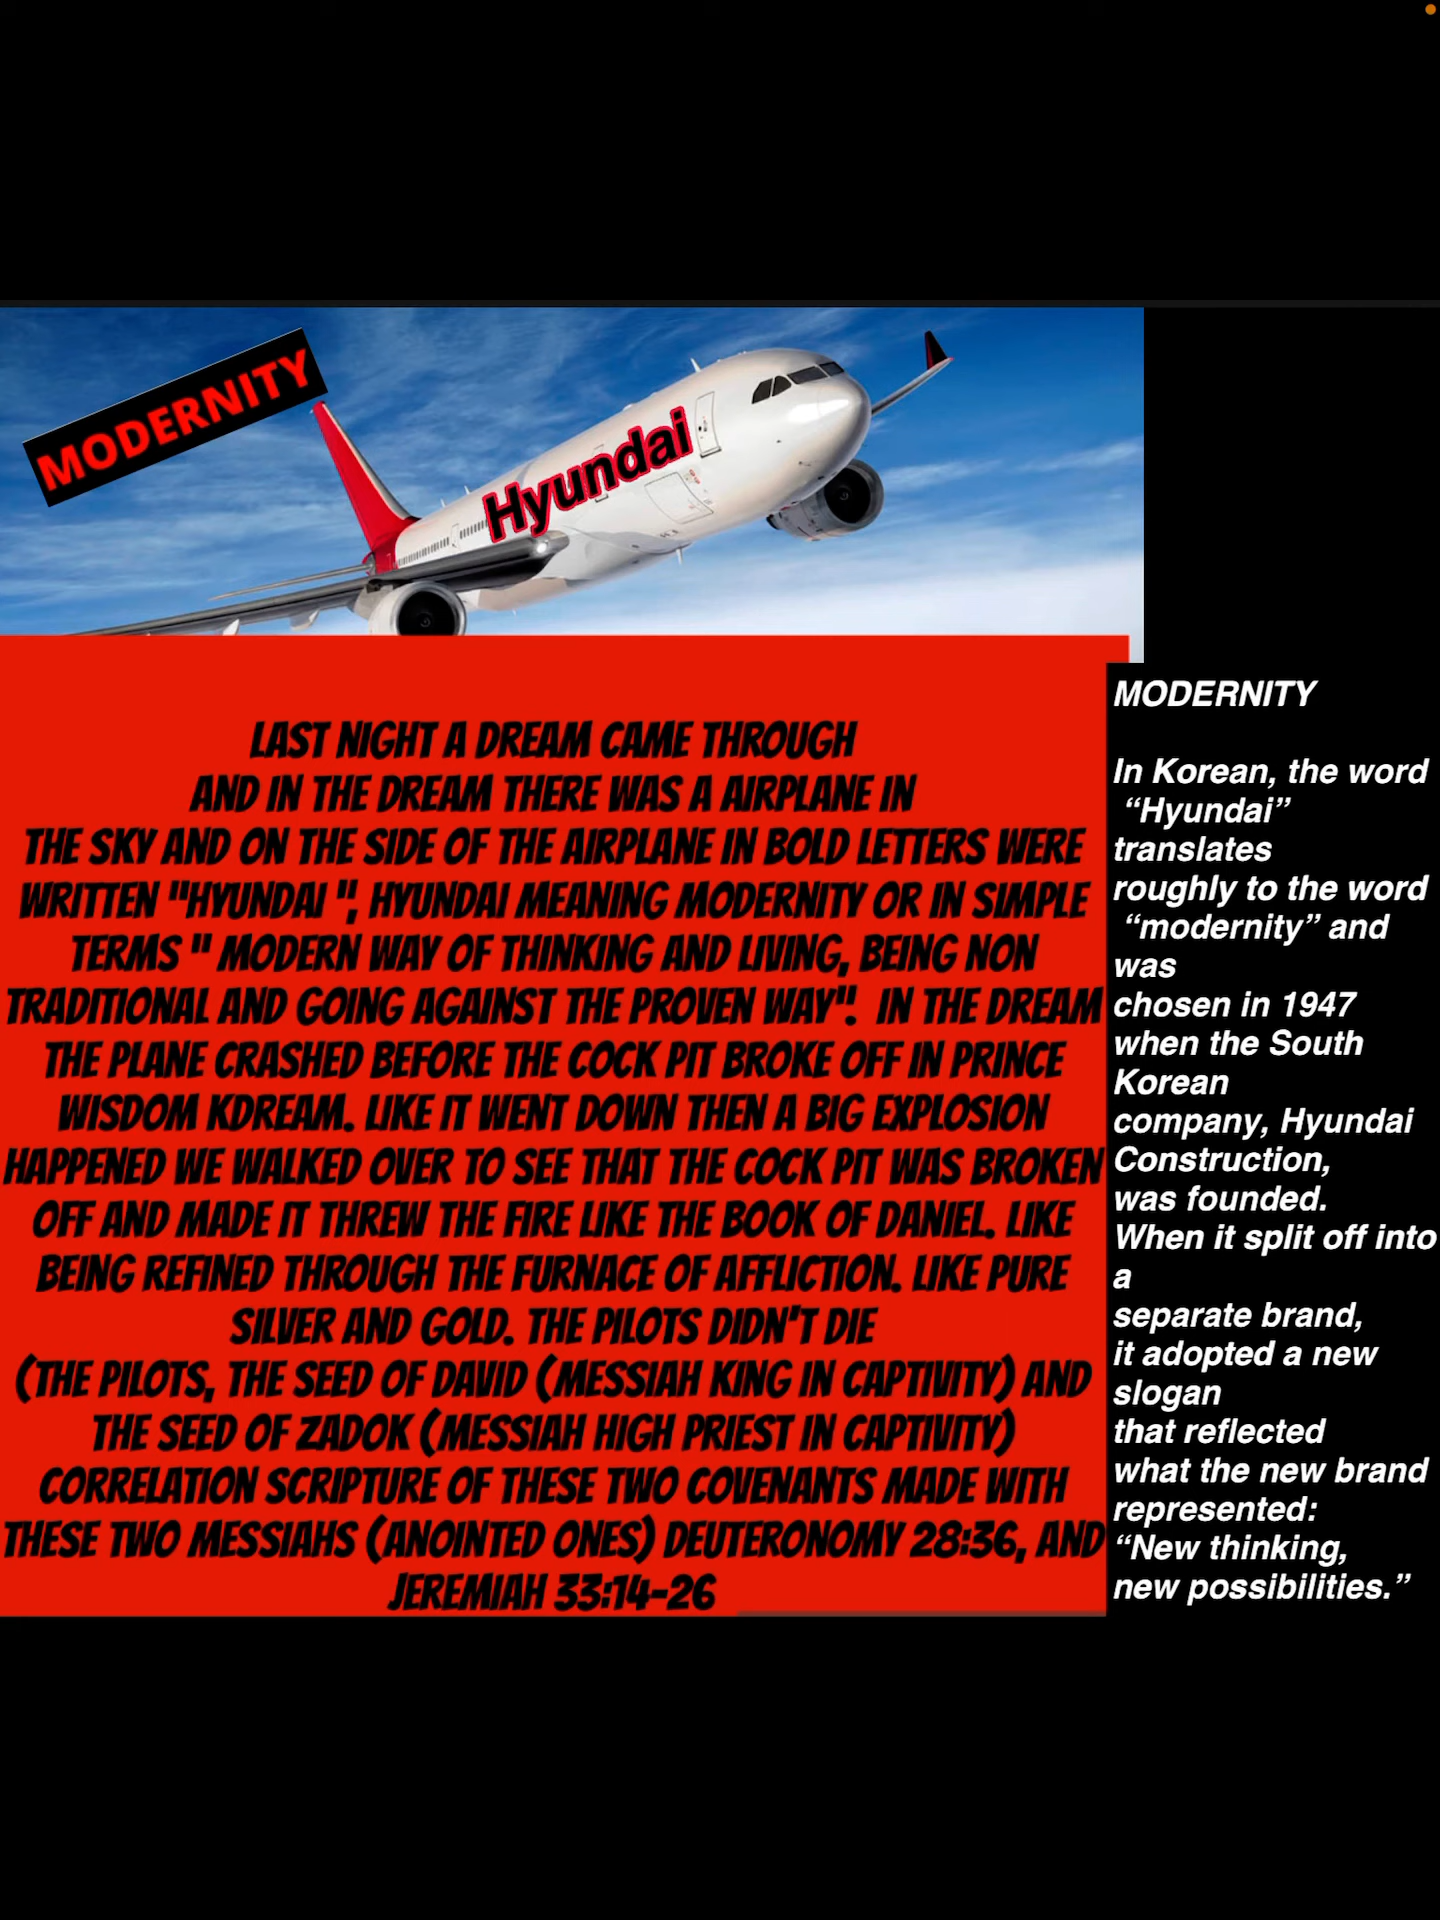 MODERNITY
Hyundai
LAST NIGHT A DREAM CAME THROUGH
AND IN THE DREAM THERE WAS A AIRPLANE IN
THE SKY AND ON THE SIDE OF THE AIRPLANE IN BOLD LETTERS WERE
WRITTEN "HYUNDAI ", HYUNDAI MEANING MODERNITY OR IN SIMPLE
TERMS " MODERN WAY OF THINKING AND LIVING, BEING NON
TRADITIONAL AND GOING AGAINST THE PROVEN WAY". IN THE DREAM
THE PLANE CRASHED BEFORE THE COCK PIT BROKE OFF IN PRINCE
WISDOM KDREAM. LIKE IT WENT DOWN THEN A BIG EXPLOSION
HAPPENED WE WALKED OVER TO SEE THAT THE COCK PIT WAS BROKEN
OFF AND MADE IT THREW THE FIRE LIKE THE BOOK OF DANIEL. LIKE
BEING REFINED THROUGH THE FURNACE OF AFFLICTION. LIKE PURE
SILVER AND GOLD. THE PILOTS DIDN'T DIE
(THE PILOTS, THE SEED OF DAVID (MESSIAH KING IN CAPTIVITY) AND
THE SEED OF ZADOK (MESSIAH HIGH PRIEST IN CAPTIVITY)
CORRELATION SCRIPTURE OF THESE TWO COVENANTS MADE WITH
THESE TWO MESSIAHS (ANOINTED ONES) DEUTERONOMY 28:36, AND
JEREMIAH 33:14-26
MODERNITY
In Korean, the word
“Hyundai”
translates
roughly to the word
“modernity” and
was
chosen in 1947
when the South
Korean
company, Hyundai
Construction,
was founded.
When it split off into
a
separate brand,
it adopted a new
slogan
that reflected
what the new brand
represented:
“New thinking,
new possibilities.”